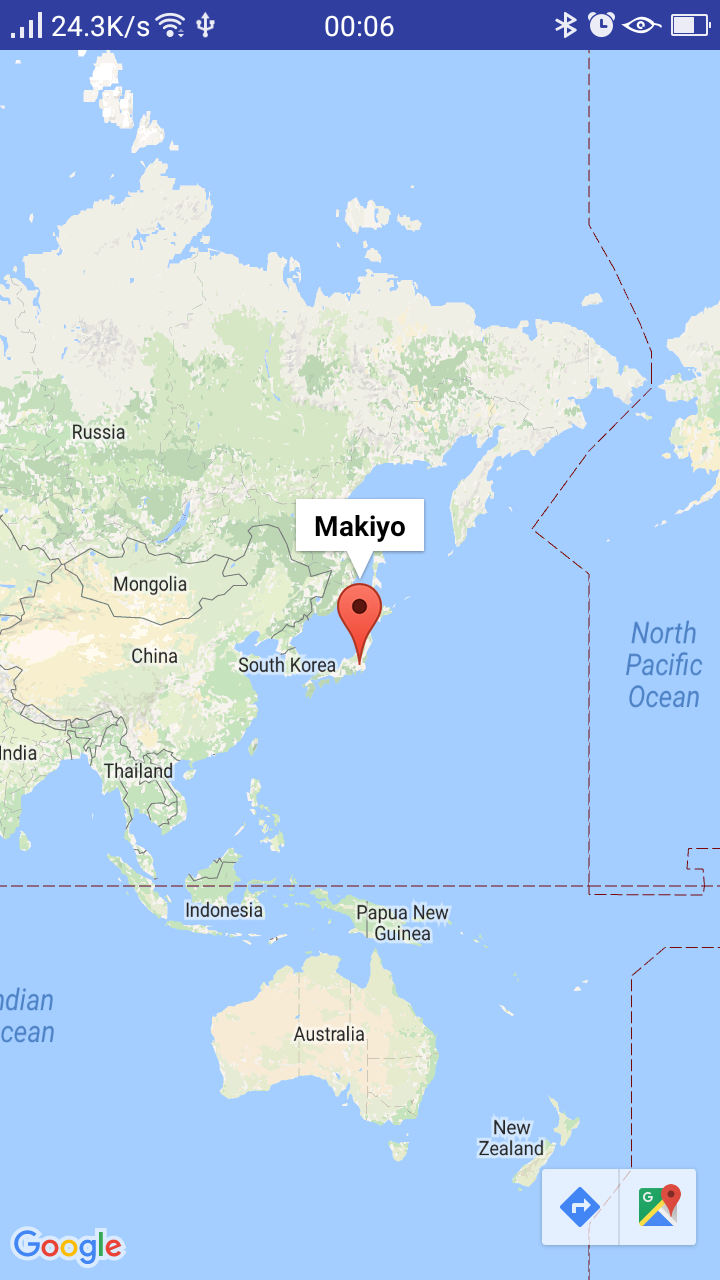 24.3K/s
00:06
Russia
Makiyo
Mongolia
North
Pacific
Ocean
China
South Korea
India
Thailand
Indonesia
Papua New
Guinea
ndian
cean
Australia
New
Zealand
G
Google